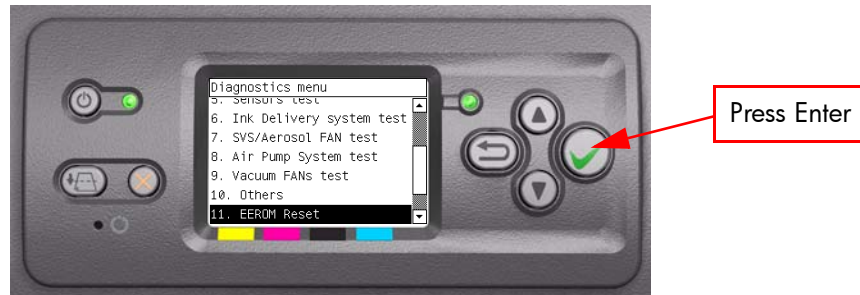 Diagnostics menu
5. Sensors test
6. Ink Delivery system test
7. SVS/Aerosol FAN test
8. Air Pump System test
9. Vacuum FANs test
10. Others
11. EEROM Reset
Press Enter